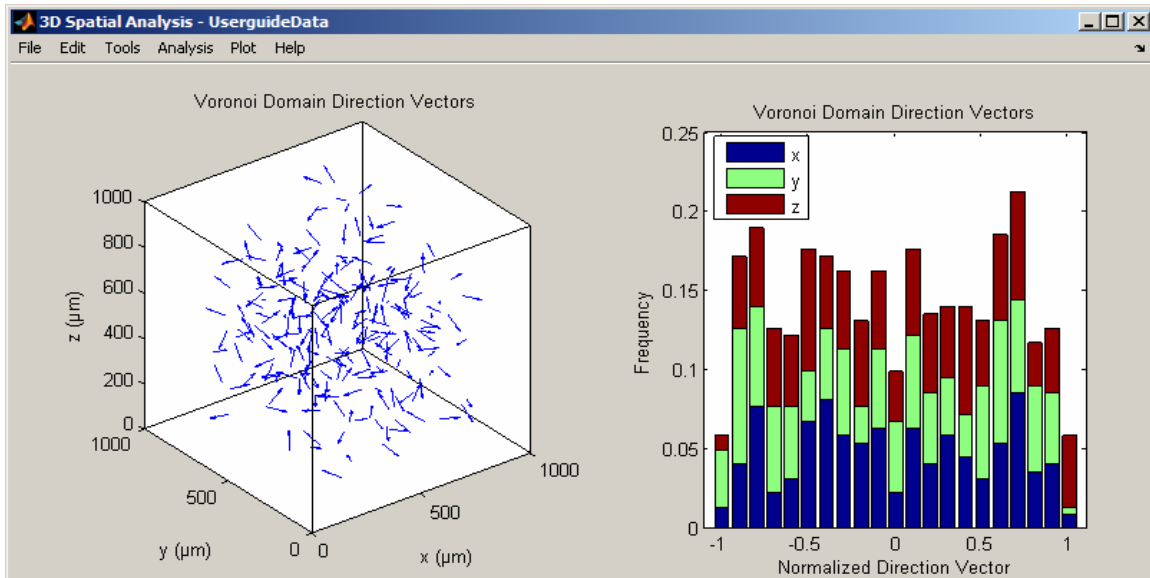 3D Spatial Analysis - UserguideData
File Edit Tools Analysis Plot Help
Voronoi Domain Direction Vectors
1000
800
600
400
200
0
z (µm)
1000
500
0
y (µm)
0
500
1000
x (µm)
Voronoi Domain Direction Vectors
0.25
0.2
0.15
0.1
0.05
0
Frequency
x
y
z
-1 -0.5 0 0.5 1
Normalized Direction Vector